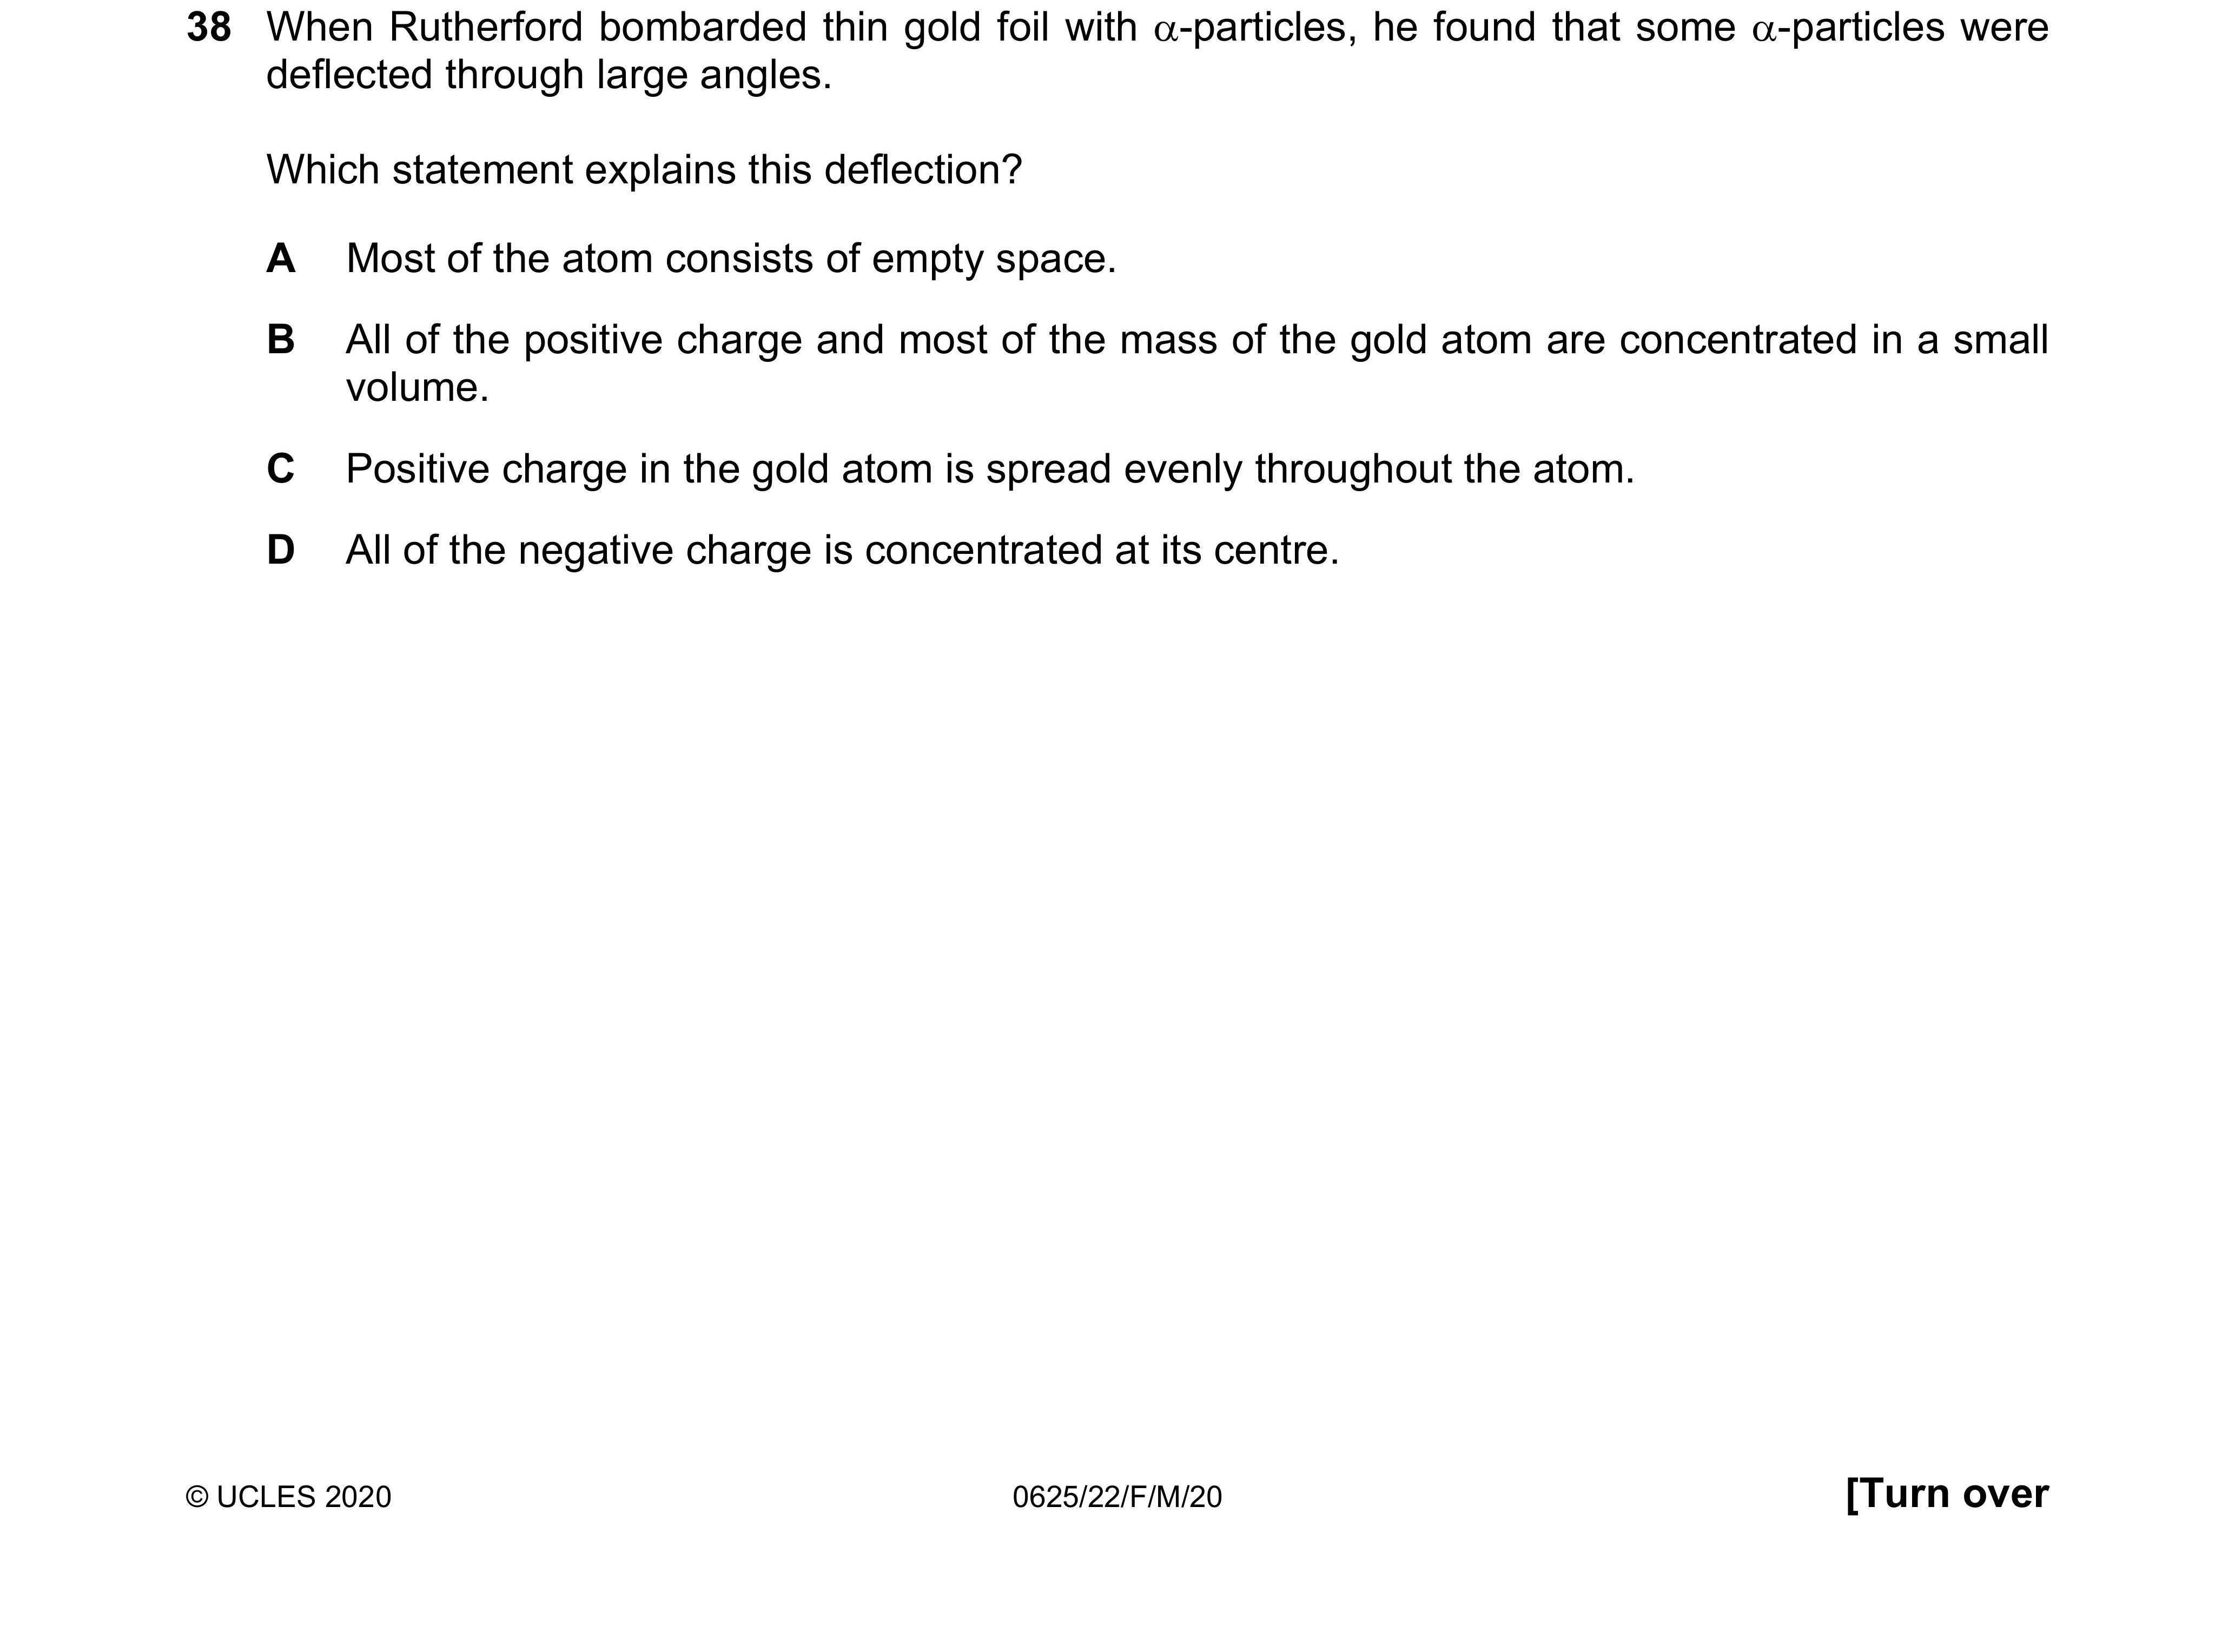 38 When Rutherford bombarded thin gold foil with α-particles, he found that some α-particles were
deflected through large angles.
Which statement explains this deflection?
A Most of the atom consists of empty space.
B All of the positive charge and most of the mass of the gold atom are concentrated in a small
volume.
C Positive charge in the gold atom is spread evenly throughout the atom.
D All of the negative charge is concentrated at its centre.
© UCLES 2020 0625/22/F/M/20 [Turn over